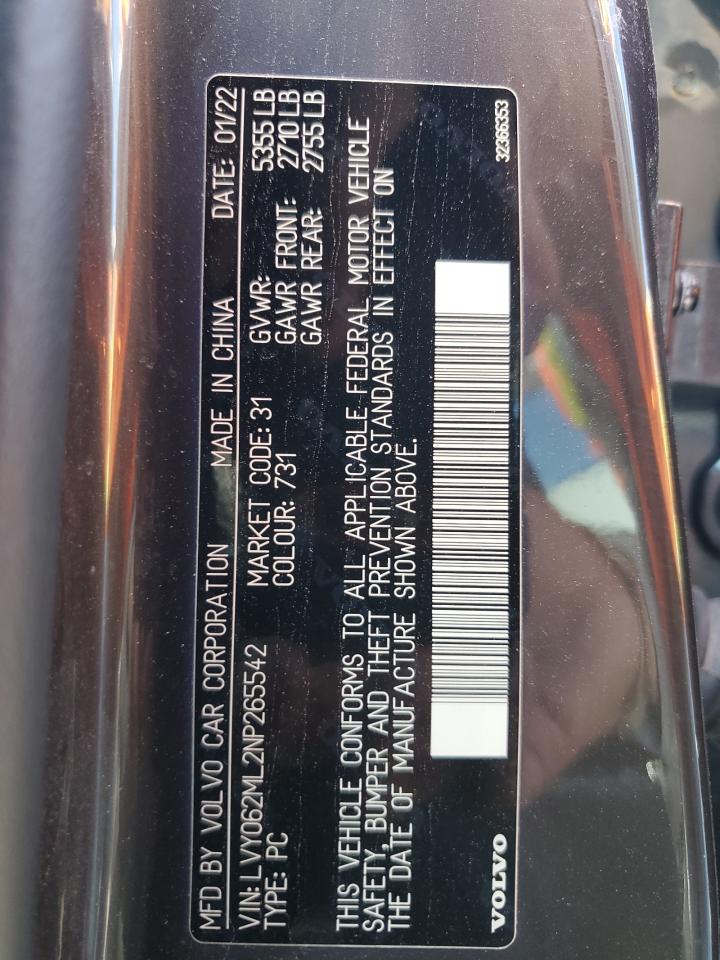 MFD BY VOLVO CAR CORPORATION MADE IN CHINA DATE: 01/22
VIN: LVY062ML2NP265542 MARKET CODE: 31 GVWR: 5355 LB
TYPE: PC COLOUR: 731 GAWR FRONT: 2710 LB
GAWR REAR: 2755 LB
THIS VEHICLE CONFORMS TO ALL APPLICABLE FEDERAL MOTOR VEHICLE
SAFETY, BUMPER AND THEFT PREVENTION STANDARDS IN EFFECT ON
THE DATE OF MANUFACTURE SHOWN ABOVE.
VOLVO 32366353